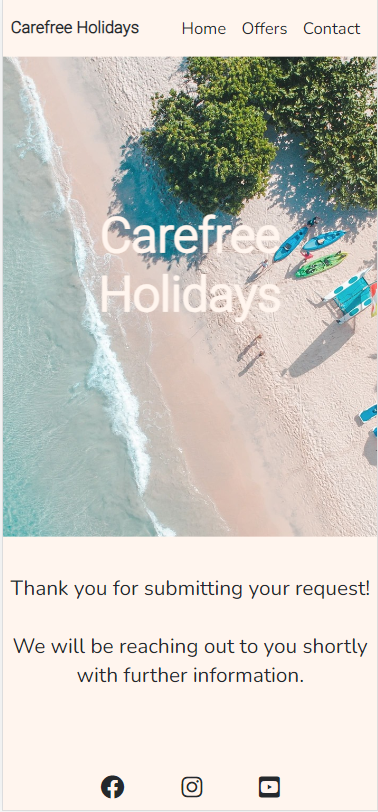 Carefree Holidays Home Offers Contact
Carefree
Holidays
Thank you for submitting your request!
We will be reaching out to you shortly
with further information.